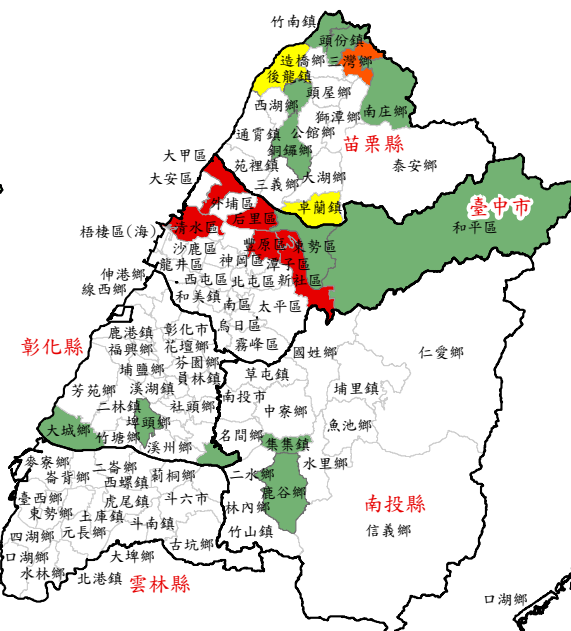 竹南鎮
頭份鎮
造橋鄉
三灣鄉
後龍鎮
頭屋鄉
西湖鄉
南庄鄉
獅潭鄉
通霄鎮
公館鄉
苗栗縣
銅鑼鄉
大甲區
苑裡鎮
泰安鄉
大湖鄉
大安區
三義鄉
外埔區
卓蘭鎮
臺中市
后里區
清水區
和平區
梧棲區(海)
豐原區
東勢區
沙鹿區
神岡區
潭子區
龍井區
伸港鄉
西屯區
北屯區
新社區
線西鄉
和美鎮
南區
太平區
鹿港鎮
彰化市
烏日區
彰化縣
福興鄉
花壇鄉
霧峰區
國姓鄉
仁愛鄉
芬園鄉
埔鹽鄉
員林鎮
草屯鎮
溪湖鎮
埔里鎮
芳苑鄉
南投市
二林鎮
社頭鄉
中寮鄉
埤頭鄉
魚池鄉
大城鄉
竹塘鄉
名間鄉
溪州鄉
集集鎮
麥寮鄉
二崙鄉
水里鄉
崙背鄉
莿桐鄉
二水鄉
西螺鎮
臺西鄉
虎尾鎮
斗六市
鹿谷鄉
南投縣
東勢鄉
土庫鎮
林內鄉
斗南鎮
四湖鄉
元長鄉
竹山鎮
信義鄉
古坑鄉
口湖鄉
大埤鄉
水林鄉
北港鎮
雲林縣
口湖鄉